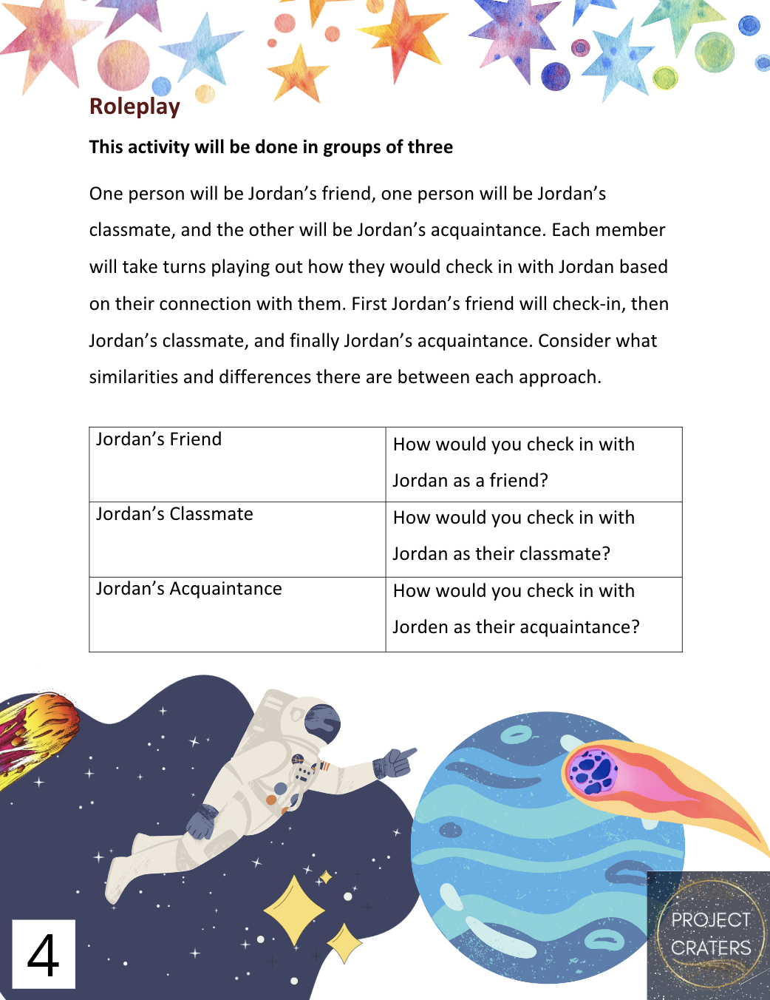 Roleplay
This activity will be done in groups of three
One person will be Jordan’s friend, one person will be Jordan’s
classmate, and the other will be Jordan’s acquaintance. Each member
will take turns playing out how they would check in with Jordan based
on their connection with them. First Jordan’s friend will check-in, then
Jordan’s classmate, and finally Jordan’s acquaintance. Consider what
similarities and differences there are between each approach.
Jordan’s Friend
How would you check in with
Jordan as a friend?
Jordan’s Classmate
How would you check in with
Jordan as their classmate?
Jordan’s Acquaintance
How would you check in with
Jorden as their acquaintance?
4
PROJECT
CRATERS